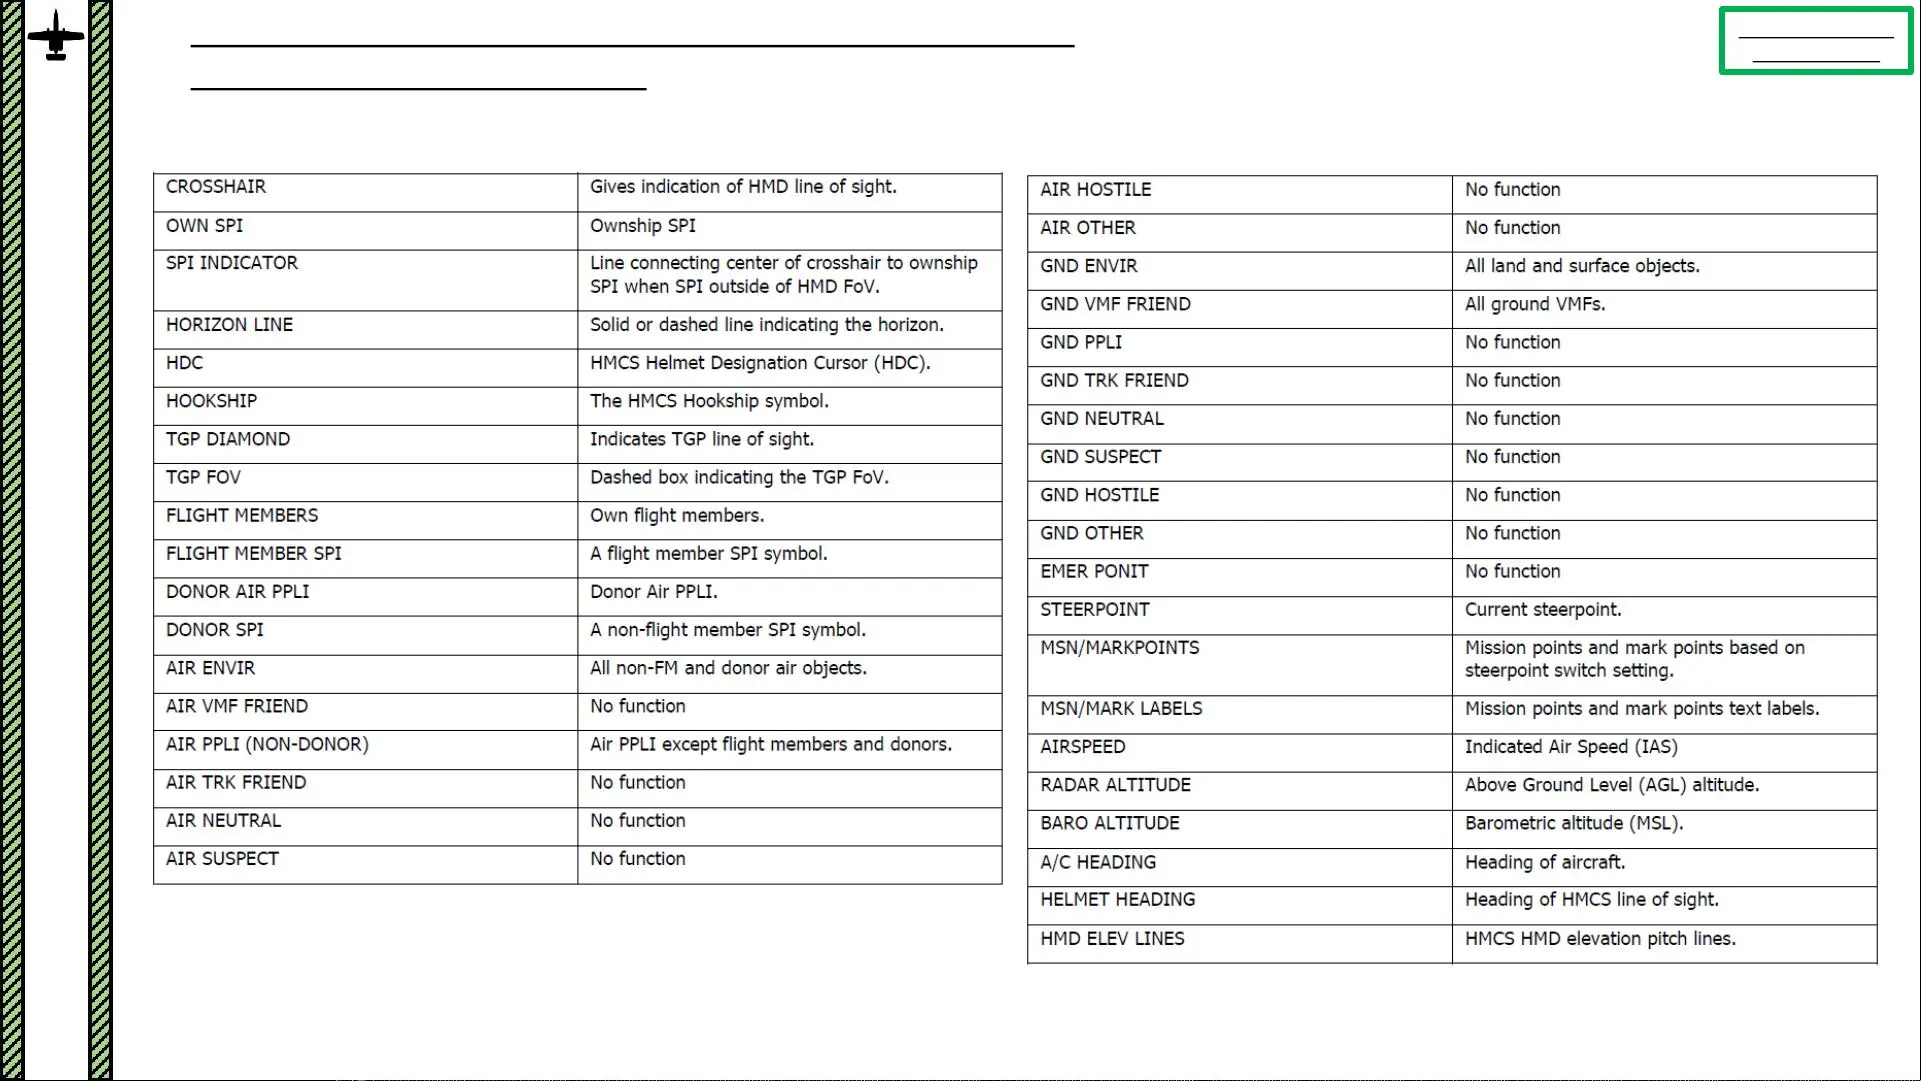 CROSSHAIR Gives indication of HMD line of sight.
OWN SPI Ownship SPI
SPI INDICATOR Line connecting center of crosshair to ownship
SPI when SPI outside of HMD FoV.
HORIZON LINE Solid or dashed line indicating the horizon.
HDC HMCS Helmet Designation Cursor (HDC).
HOOKSHIP The HMCS Hookship symbol.
TGP DIAMOND Indicates TGP line of sight.
TGP FOV Dashed box indicating the TGP FoV.
FLIGHT MEMBERS Own flight members.
FLIGHT MEMBER SPI A flight member SPI symbol.
DONOR AIR PPLI Donor Air PPLI.
DONOR SPI A non-flight member SPI symbol.
AIR ENVIR All non-FM and donor air objects.
AIR VMF FRIEND No function
AIR PPLI (NON-DONOR) Air PPLI except flight members and donors.
AIR TRK FRIEND No function
AIR NEUTRAL No function
AIR SUSPECT No function
AIR HOSTILE No function
AIR OTHER No function
GND ENVIR All land and surface objects.
GND VMF FRIEND All ground VMFs.
GND PPLI No function
GND TRK FRIEND No function
GND NEUTRAL No function
GND SUSPECT No function
GND HOSTILE No function
GND OTHER No function
EMER PONIT No function
STEERPOINT Current steerpoint.
MSN/MARKPOINTS Mission points and mark points based on
steerpoint switch setting.
MSN/MARK LABELS Mission points and mark points text labels.
AIRSPEED Indicated Air Speed (IAS)
RADAR ALTITUDE Above Ground Level (AGL) altitude.
BARO ALTITUDE Barometric altitude (MSL).
A/C HEADING Heading of aircraft.
HELMET HEADING Heading of HMCS line of sight.
HMD ELEV LINES HMCS HMD elevation pitch lines.